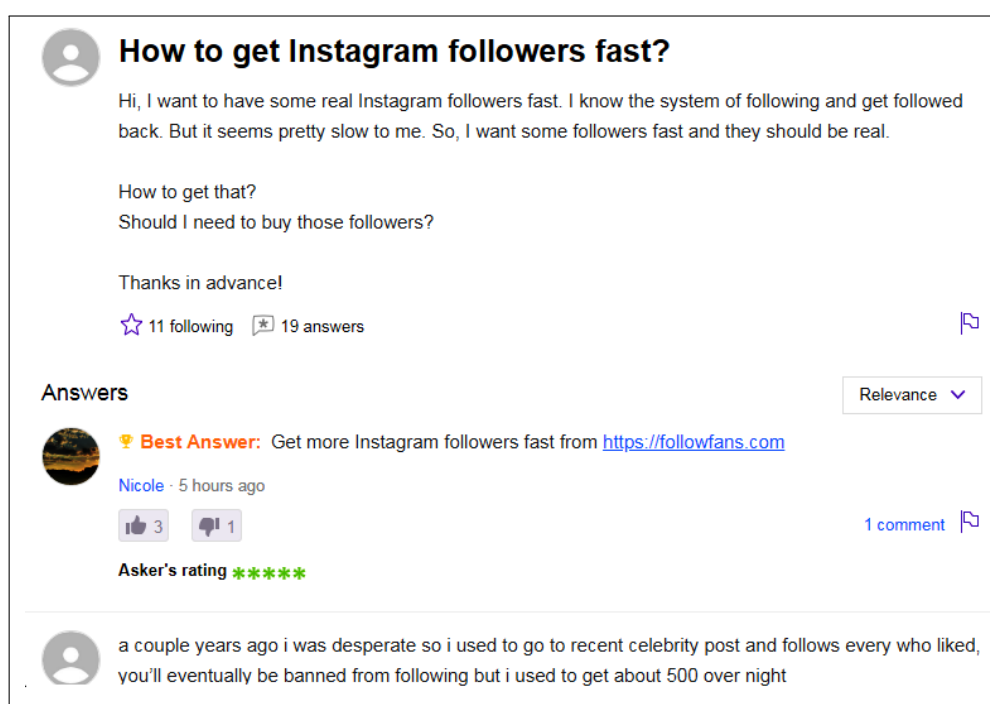 How to get Instagram followers fast?
Hi, I want to have some real Instagram followers fast. I know the system of following and get followed
back. But it seems pretty slow to me. So, I want some followers fast and they should be real.
How to get that?
Should I need to buy those followers?
Thanks in advance!
11 following 19 answers
Answers
Relevance
Best Answer: Get more Instagram followers fast from https://followfans.com
Nicole · 5 hours ago
3 1
1 comment
Asker's rating *****
a couple years ago i was desperate so i used to go to recent celebrity post and follows every who liked,
you’ll eventually be banned from following but i used to get about 500 over night